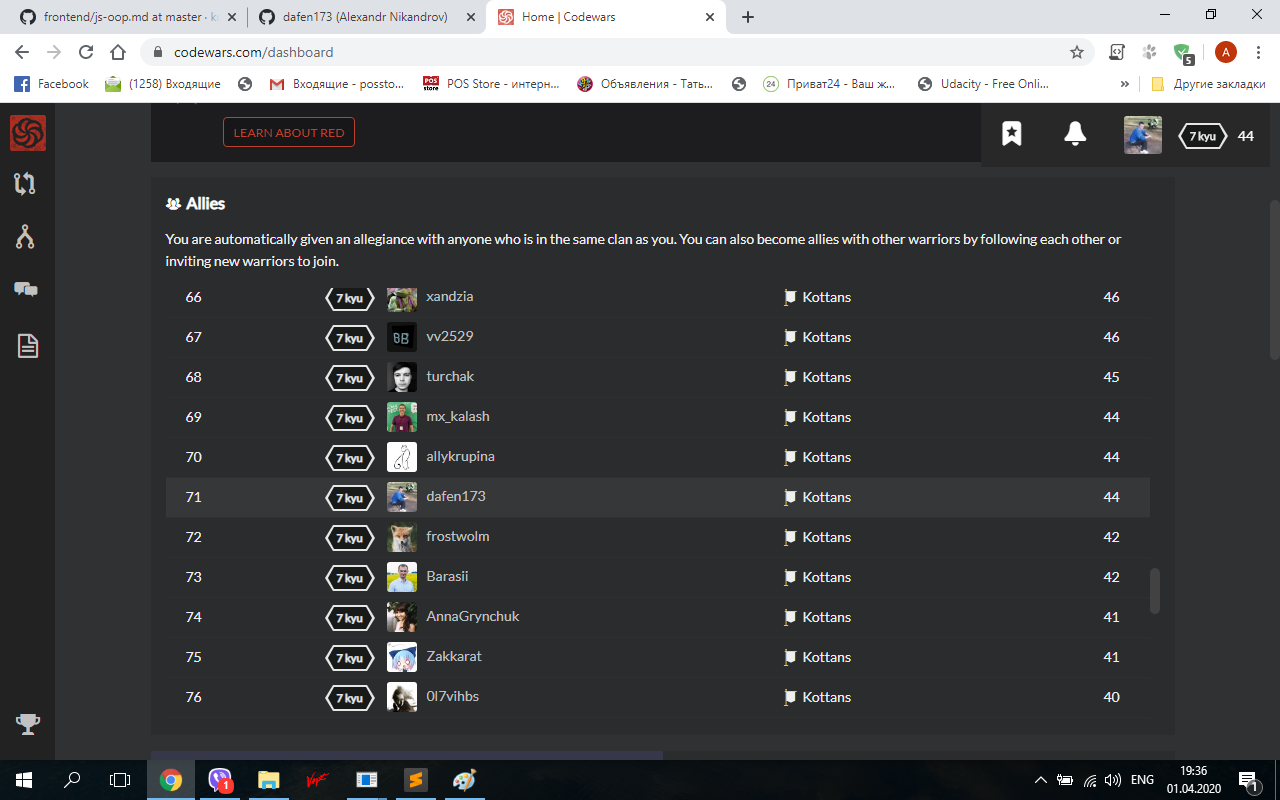 frontend/js-oop.md at master · k
dafen173 (Alexandr Nikandrov)
Home | Codewars
codewars.com/dashboard
5
A
Facebook
(1258) Входящие
Входящие - possto...
POS store
POS Store - интерн...
Объявления - Тать...
24
Приват24 - Ваш ж...
Udacity - Free Onli...
»
Другие закладки
LEARN ABOUT RED
7 kyu 44
Allies
You are automatically given an allegiance with anyone who is in the same clan as you. You can also become allies with other warriors by following each other or
inviting new warriors to join.
66 7 kyu xandzia Kottans 46
67 7 kyu vv2529 Kottans 46
68 7 kyu turchak Kottans 45
69 7 kyu mx_kalash Kottans 44
70 7 kyu allykrupina Kottans 44
71 7 kyu dafen173 Kottans 44
72 7 kyu frostwolm Kottans 42
73 7 kyu Barasii Kottans 42
74 7 kyu AnnaGrynchuk Kottans 41
75 7 kyu Zakkarat Kottans 41
76 7 kyu 0l7vihbs Kottans 40
1
ENG
19:36
01.04.2020
1